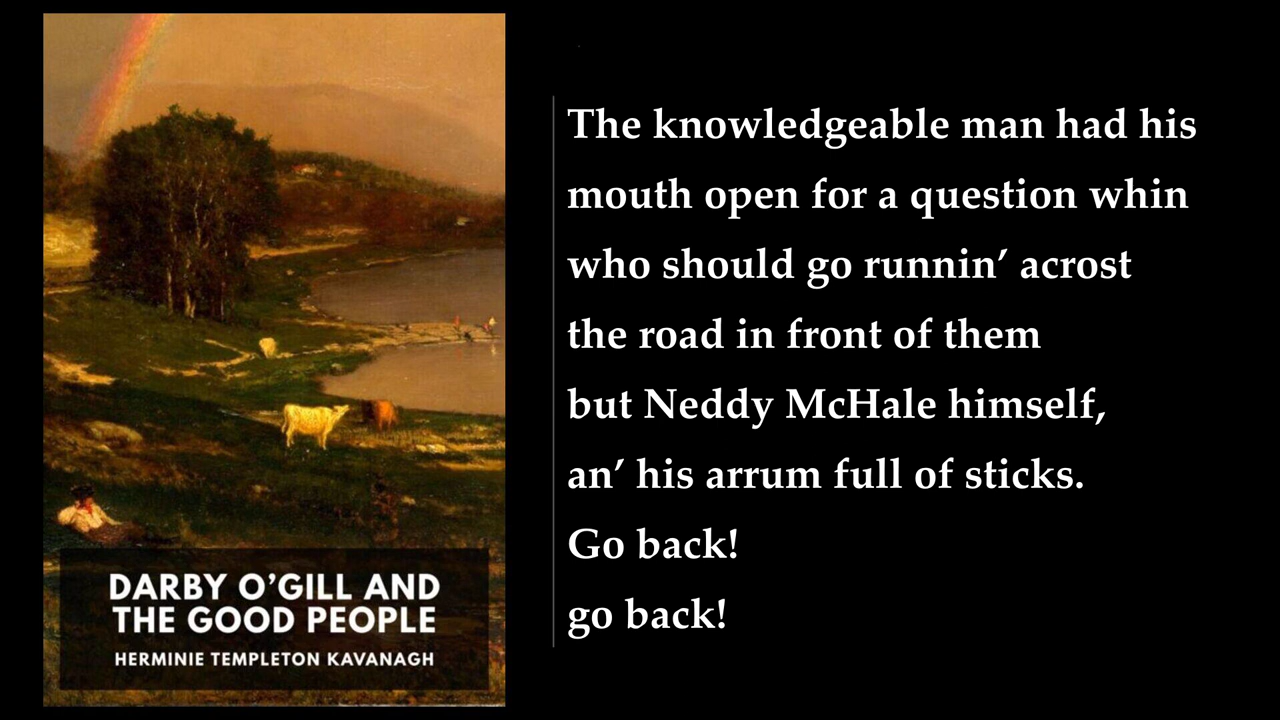 DARBY O’GILL AND
THE GOOD PEOPLE
HERMINIE TEMPLETON KAVANAGH
The knowledgeable man had his
mouth open for a question whin
who should go runnin’ acrost
the road in front of them
but Neddy McHale himself,
an’ his arrum full of sticks.
Go back!
go back!